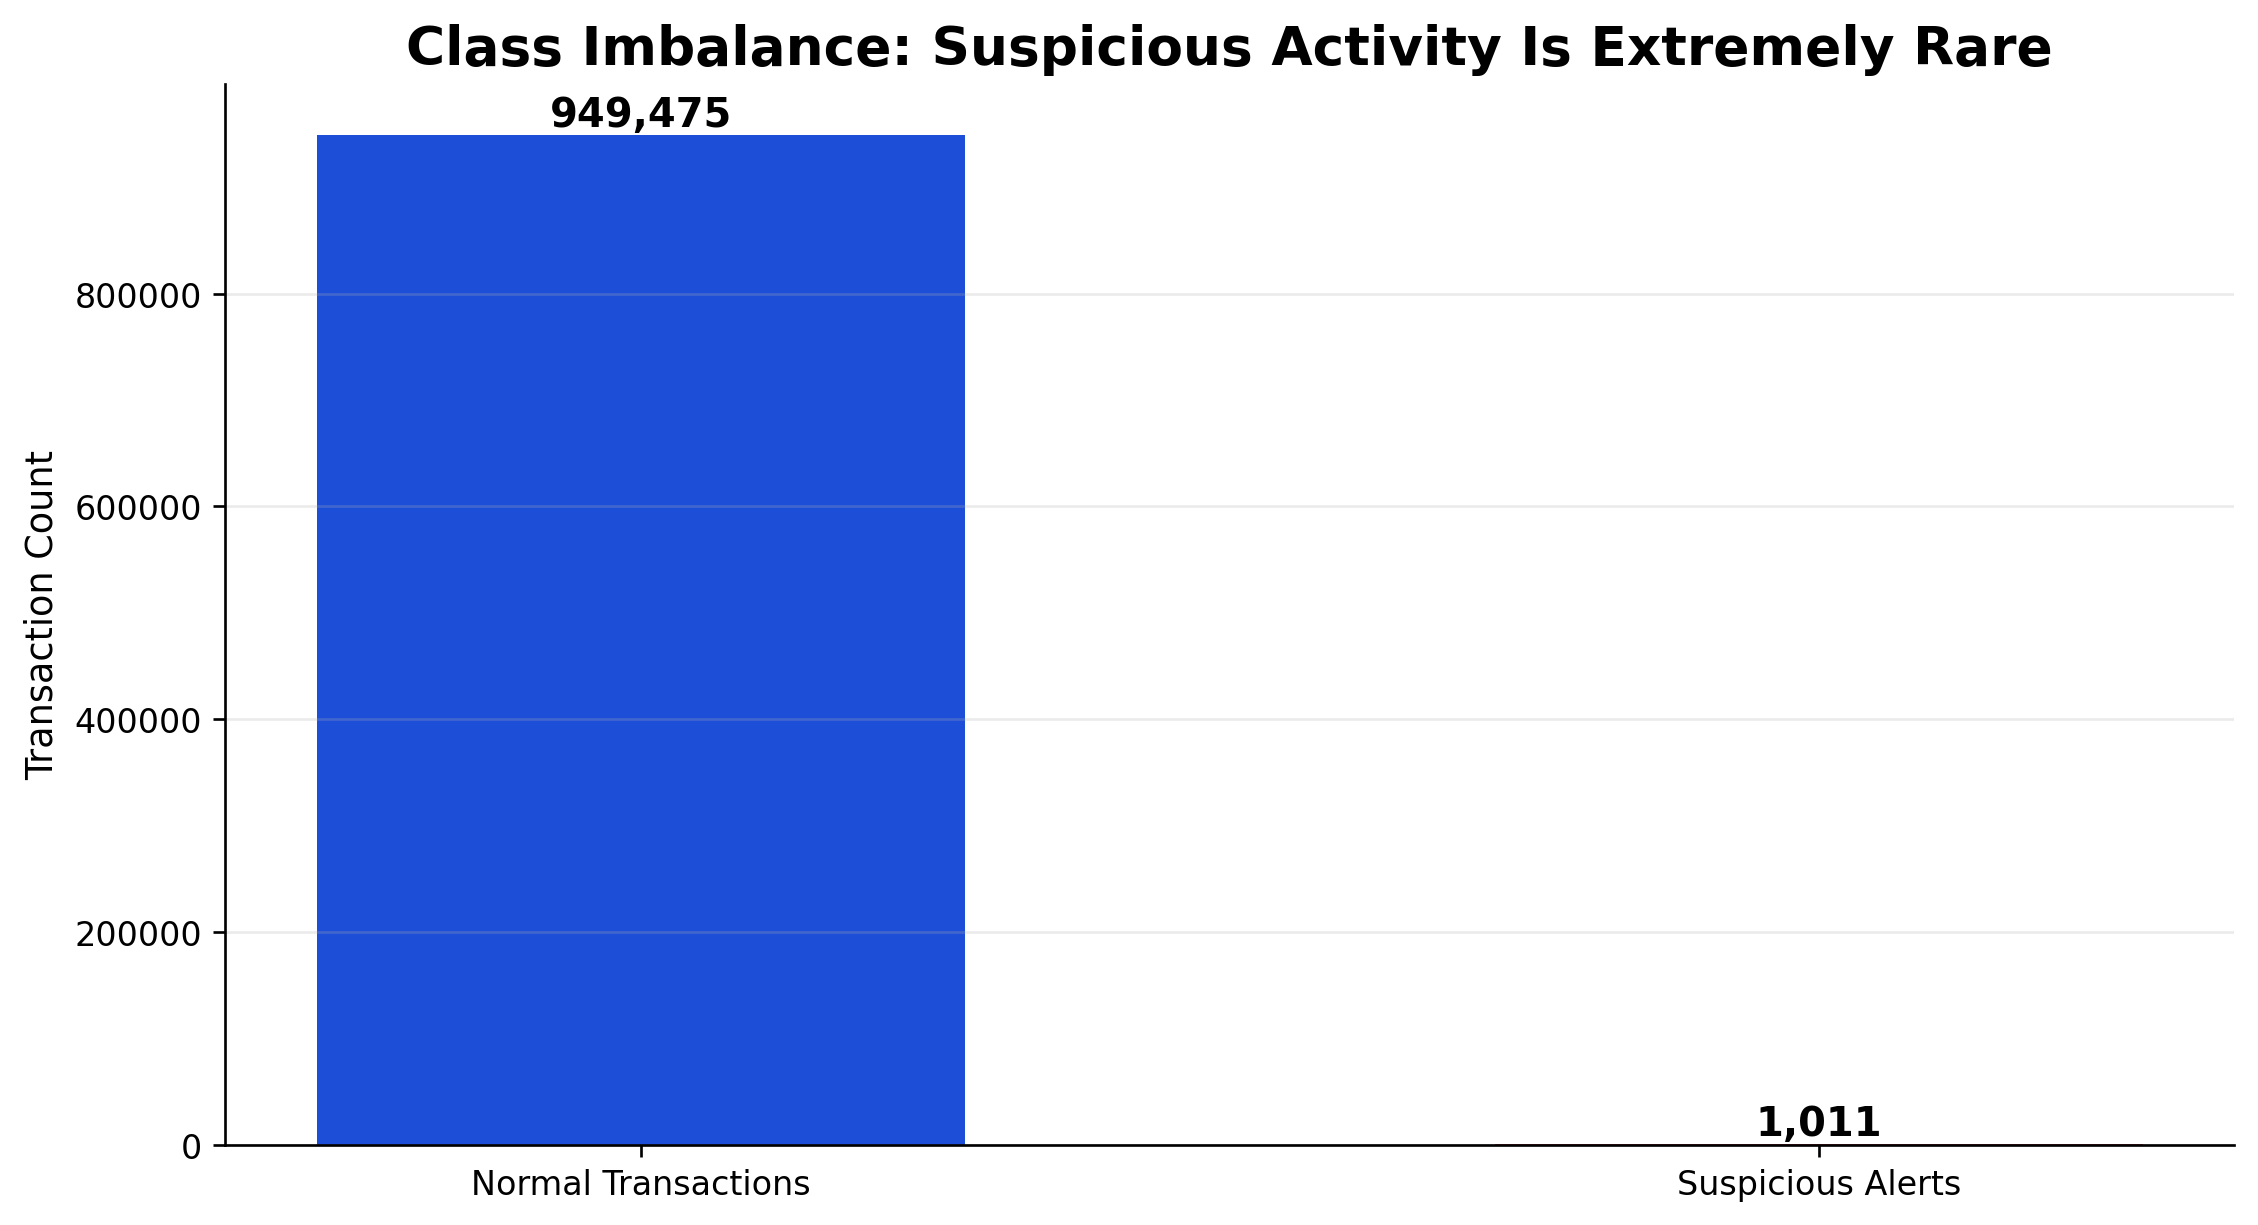 Class Imbalance: Suspicious Activity Is Extremely Rare
949,475
800000
600000
400000
200000
0
Transaction Count
1,011
Normal Transactions
Suspicious Alerts